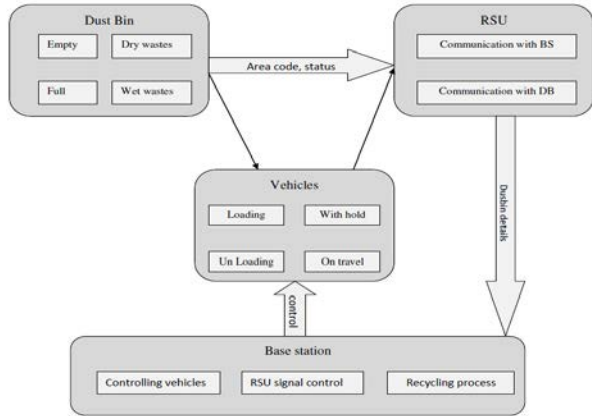 Dust Bin
Empty
Dry wastes
Full
Wet wastes
Area code, status
RSU
Communication with BS
Communication with DB
Vehicles
Loading
With hold
Un Loading
On travel
Dusbin details
control
Base station
Controlling vehicles
RSU signal control
Recycling process